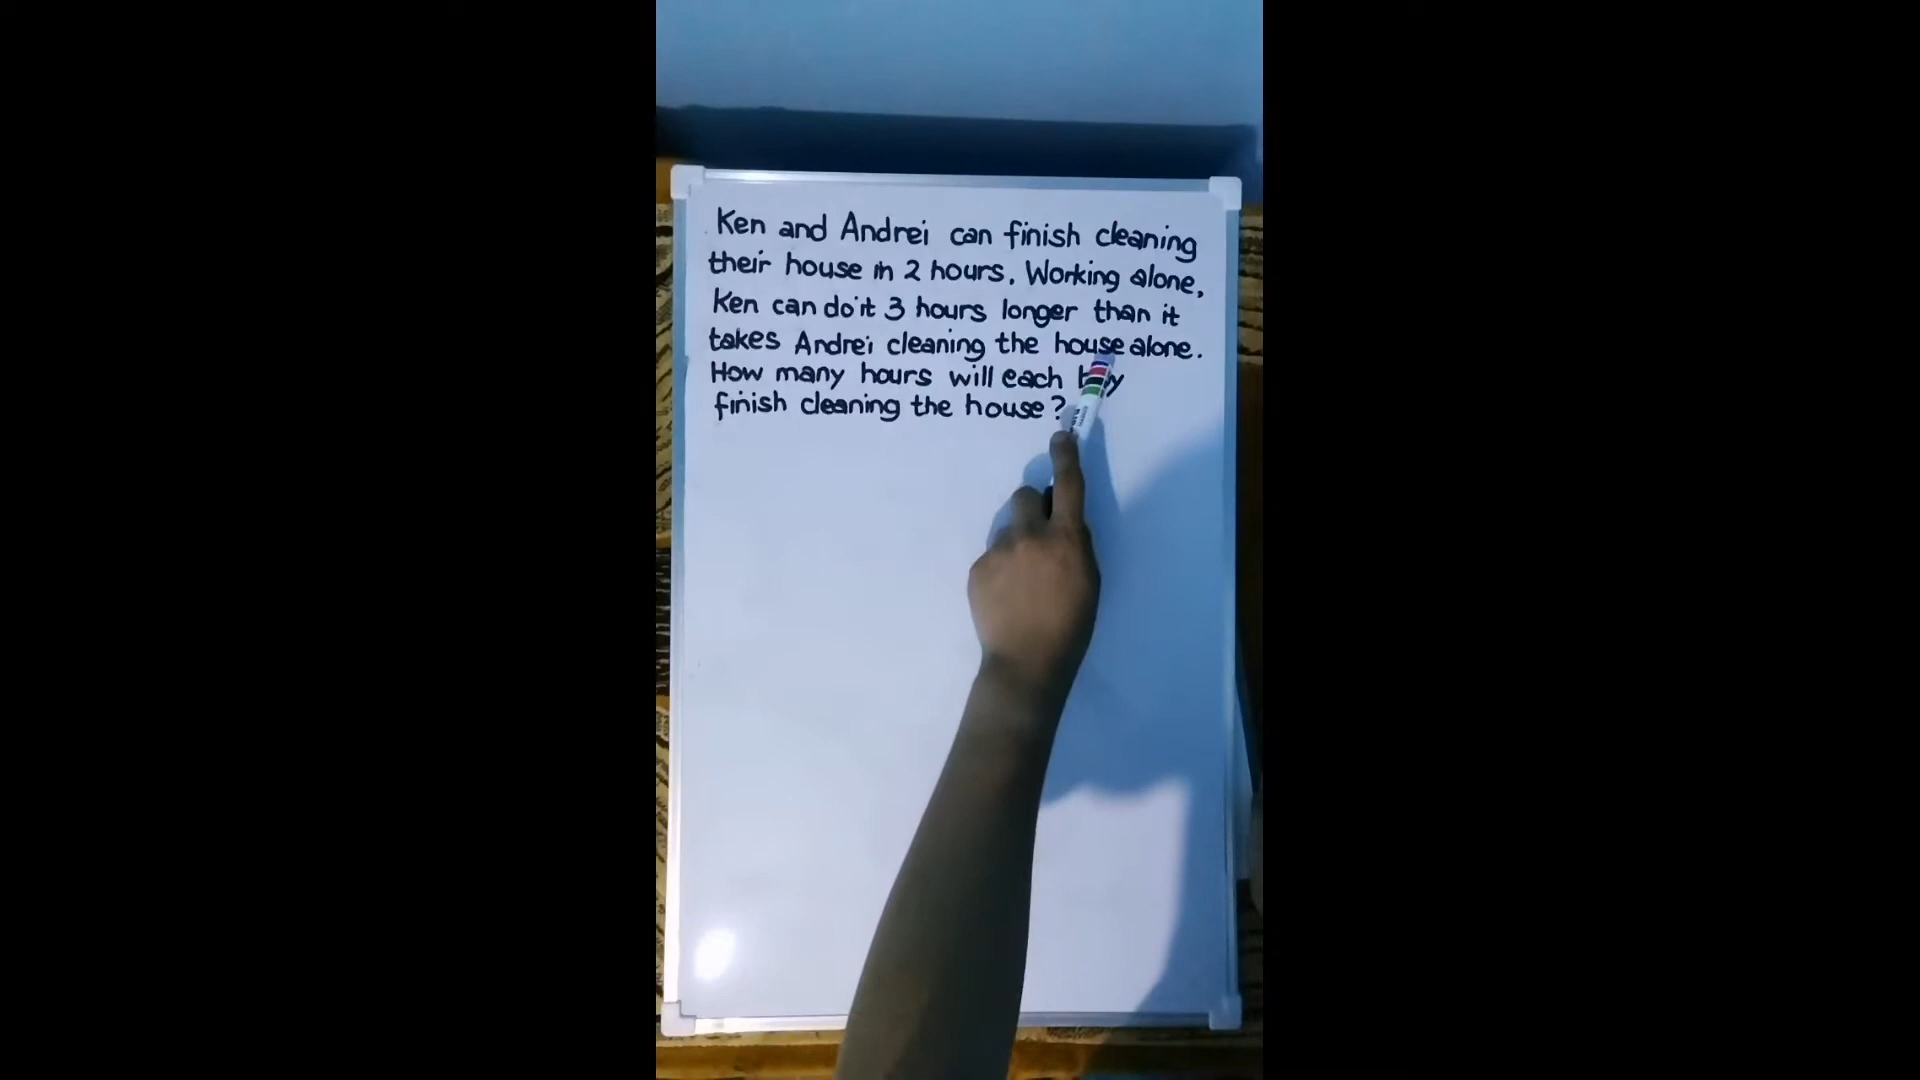 Ken and Andrei can finish cleaning
their house in 2 hours. Working alone,
Ken can do it 3 hours longer than it
takes Andrei cleaning the house alone.
How many hours will each boy
finish cleaning the house?